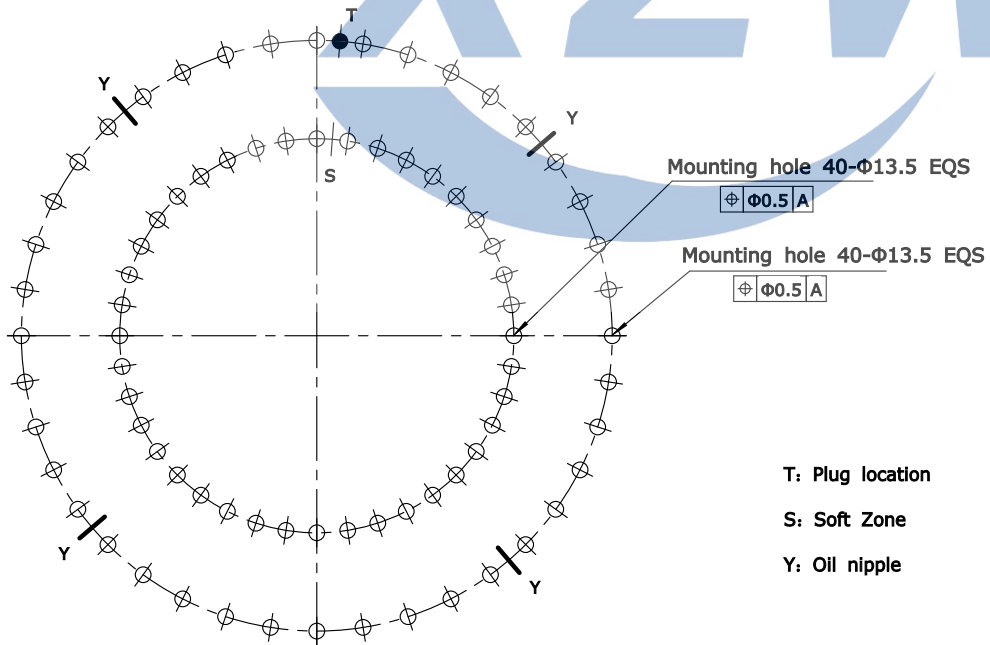 T
Y
Y
S
Mounting hole 40-Φ13.5 EQS
⌖ Φ0.5 A
Mounting hole 40-Φ13.5 EQS
⌖ Φ0.5 A
T: Plug location
S: Soft Zone
Y: Oil nipple
Y
Y